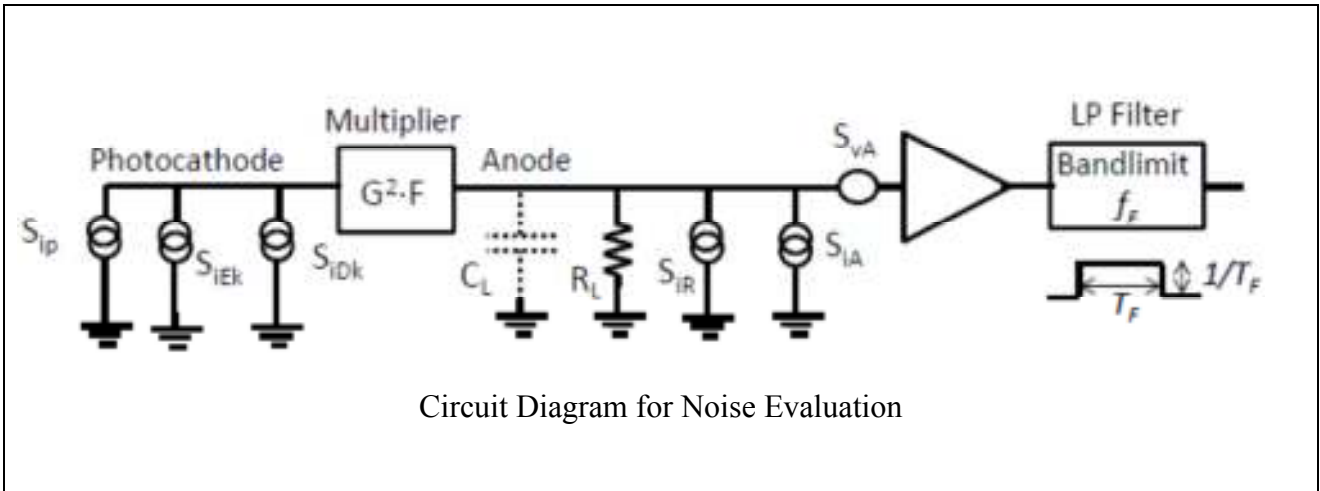 Multiplier
LP Filter
Photocathode
Anode
S_vA
Bandlimit
G²·F
f_F
S_ip
S_iEk
S_iDk
C_L
R_L
S_iR
S_iA
1/T_F
T_F
Circuit Diagram for Noise Evaluation